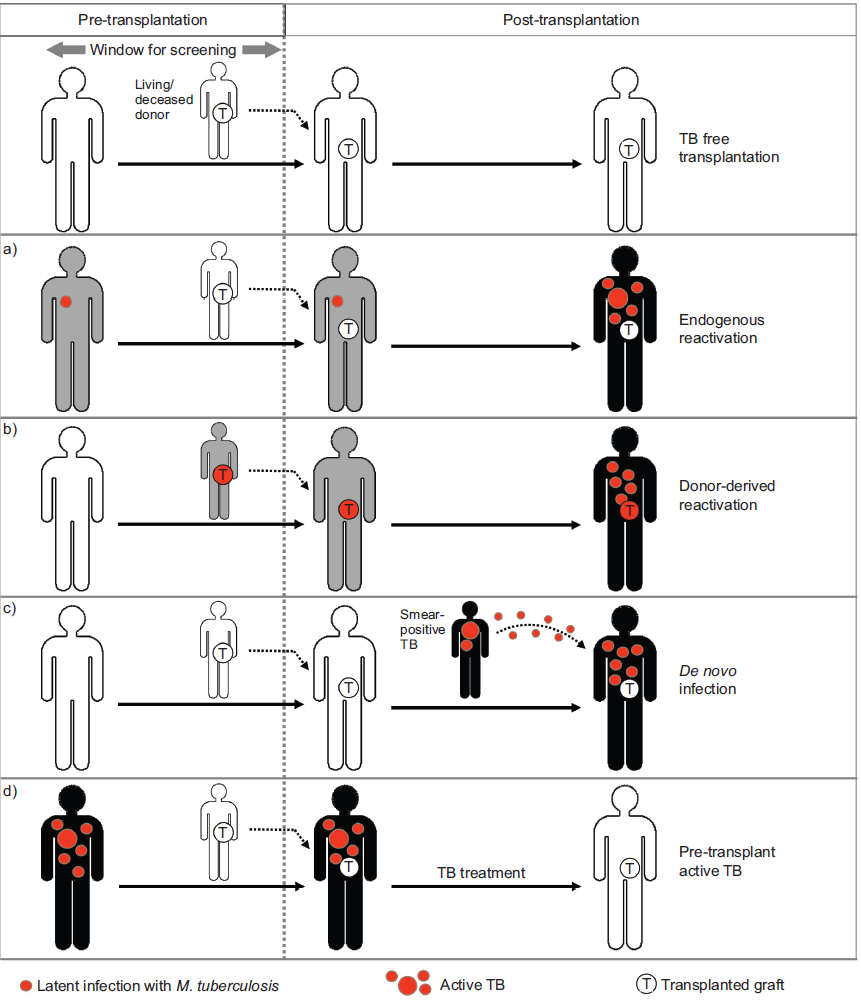 Pre-transplantation
Post-transplantation
Window for screening
Living/
deceased
donor
T
T
T
TB free
transplantation
a)
T
T
T
Endogenous
reactivation
b)
T
T
T
Donor-derived
reactivation
c)
T
T
Smear-
positive
TB
T
De novo
infection
d)
T
T
TB treatment
T
Pre-transplant
active TB
Latent infection with M. tuberculosis
Active TB
T Transplanted graft